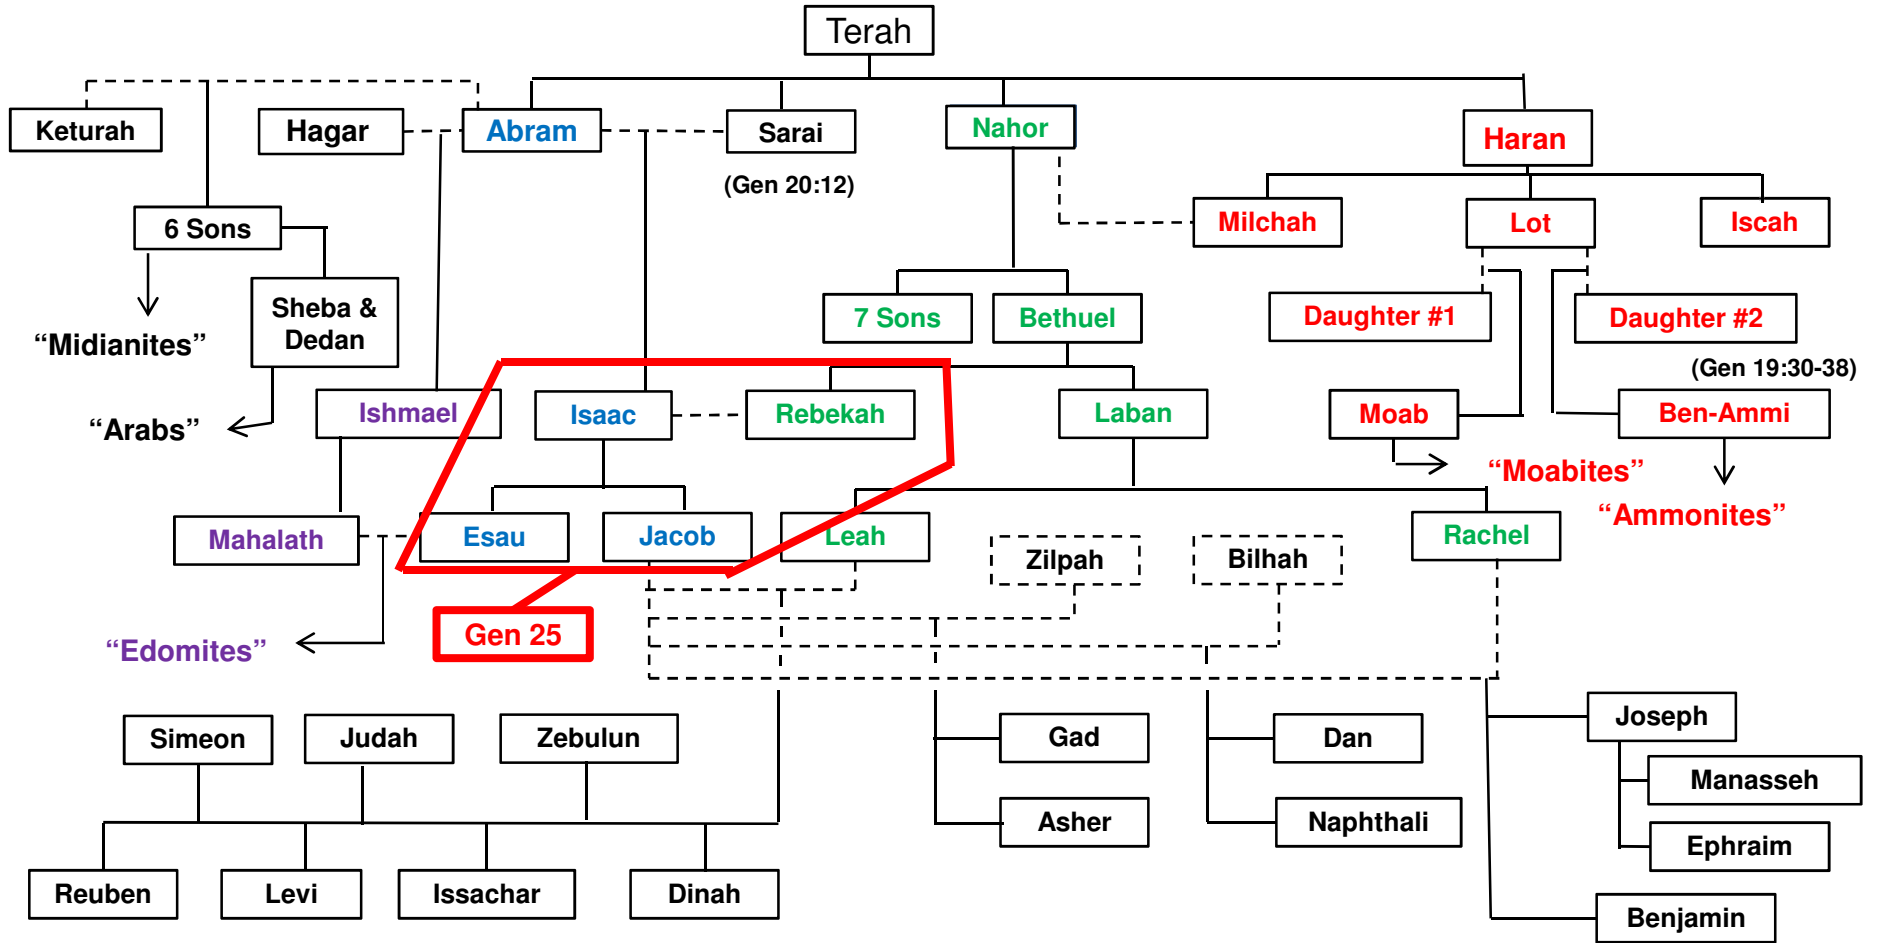 Terah
Keturah
Hagar
Abram
Sarai
Nahor
Haran
(Gen 20:12)
6 Sons
Milchah
Lot
Iscah
Sheba &
Dedan
7 Sons
Bethuel
Daughter #1
Daughter #2
“Midianites”
(Gen 19:30-38)
“Arabs”
Ishmael
Isaac
Rebekah
Laban
Moab
Ben-Ammi
“Moabites”
“Ammonites”
Mahalath
Esau
Jacob
Leah
Zilpah
Bilhah
Rachel
“Edomites”
Gen 25
Simeon
Judah
Zebulun
Gad
Dan
Joseph
Manasseh
Asher
Naphthali
Ephraim
Reuben
Levi
Issachar
Dinah
Benjamin